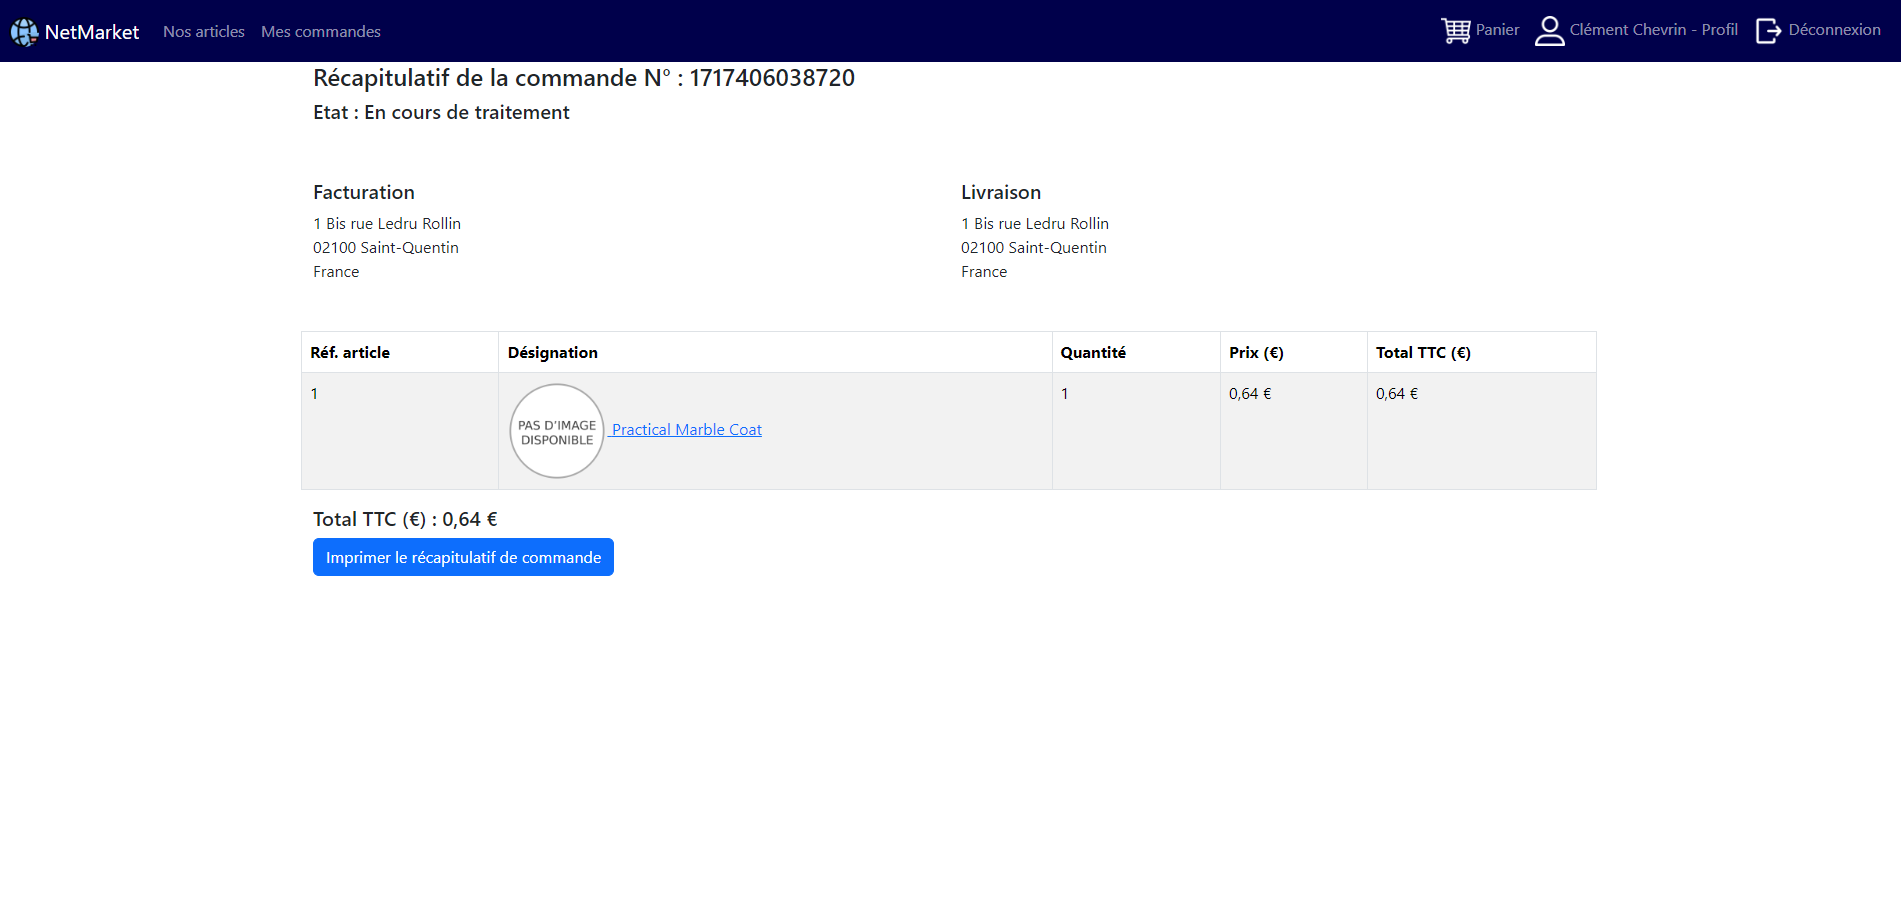 NetMarket Nos articles Mes commandes Panier Clément Chevrin - Profil Déconnexion
Récapitulatif de la commande N° : 1717406038720
Etat : En cours de traitement
Facturation
1 Bis rue Ledru Rollin
02100 Saint-Quentin
France
Livraison
1 Bis rue Ledru Rollin
02100 Saint-Quentin
France
Réf. article Désignation Quantité Prix (€) Total TTC (€)
1 PAS D'IMAGE DISPONIBLE Practical Marble Coat 1 0,64 € 0,64 €
Total TTC (€) : 0,64 €
Imprimer le récapitulatif de commande